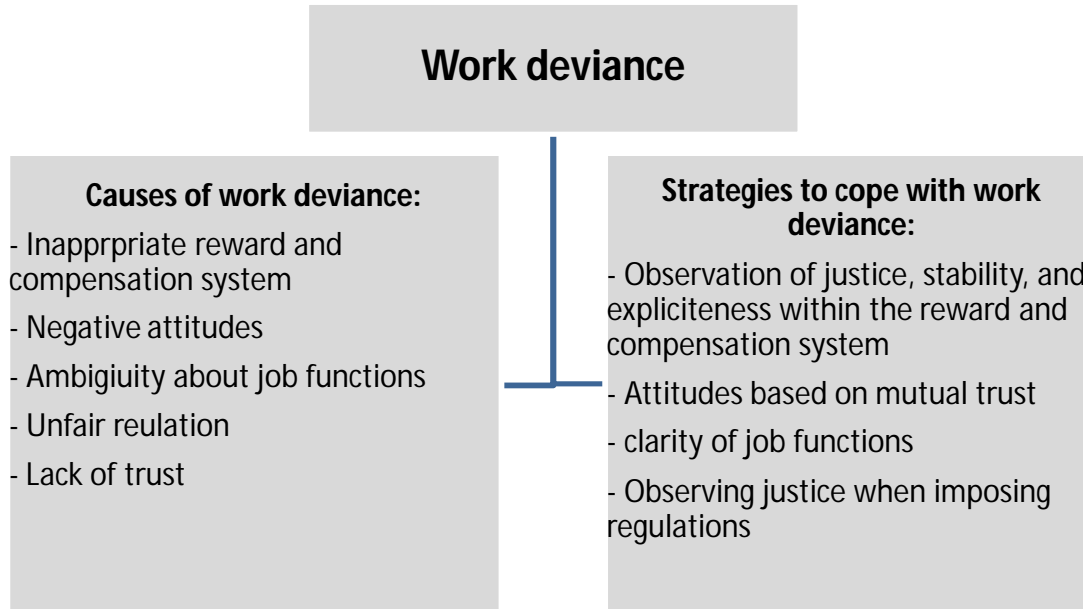 Work deviance
Causes of work deviance:
- Inapprpriate reward and
compensation system
- Negative attitudes
- Ambigiuity about job functions
- Unfair reulation
- Lack of trust
Strategies to cope with work
deviance:
- Observation of justice, stability, and
expliciteness within the reward and
compensation system
- Attitudes based on mutual trust
- clarity of job functions
- Observing justice when imposing
regulations